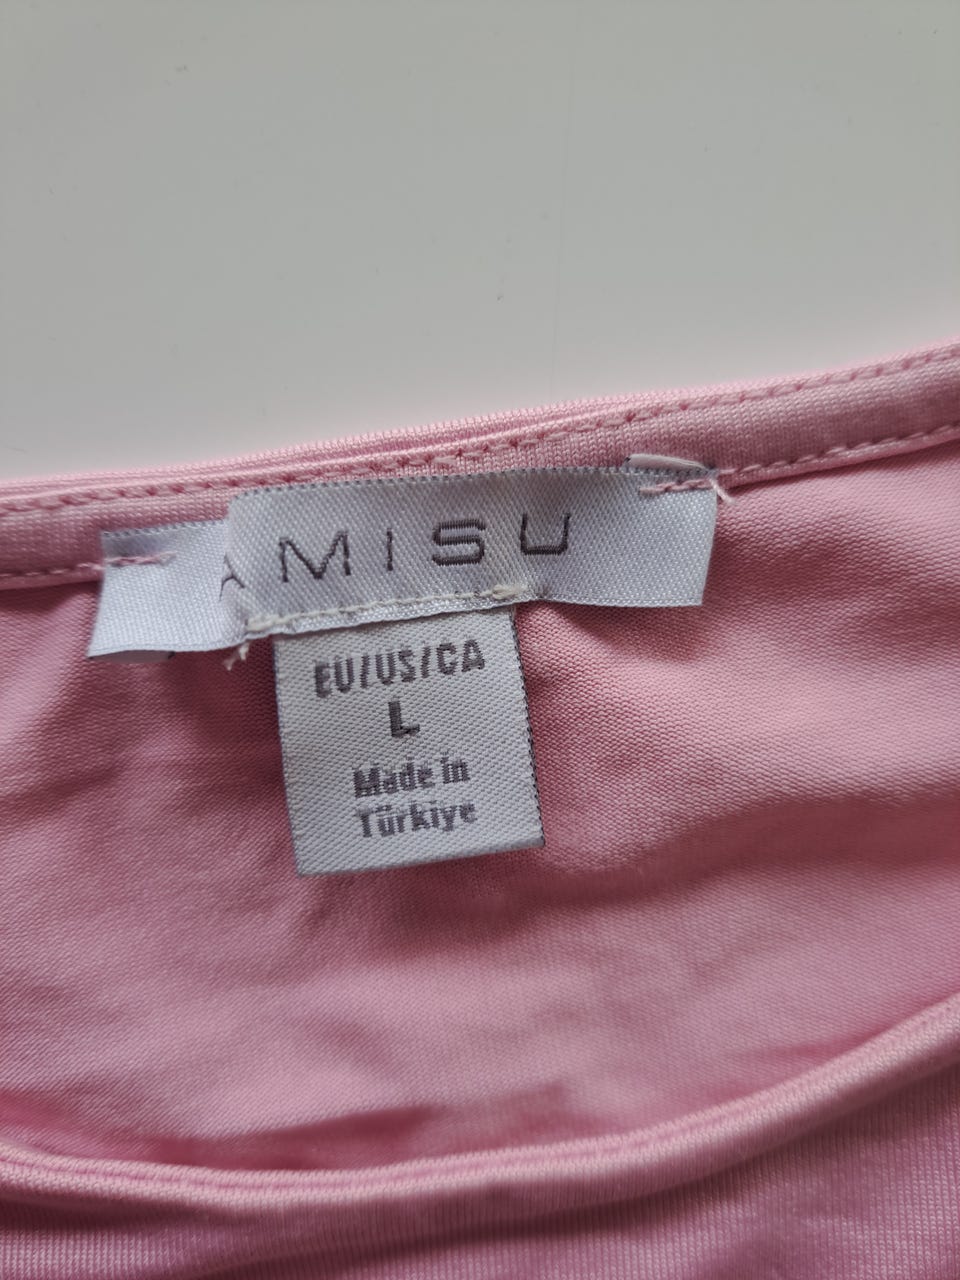 AMISU
EU/US/CA
L
Made in
Türkiye